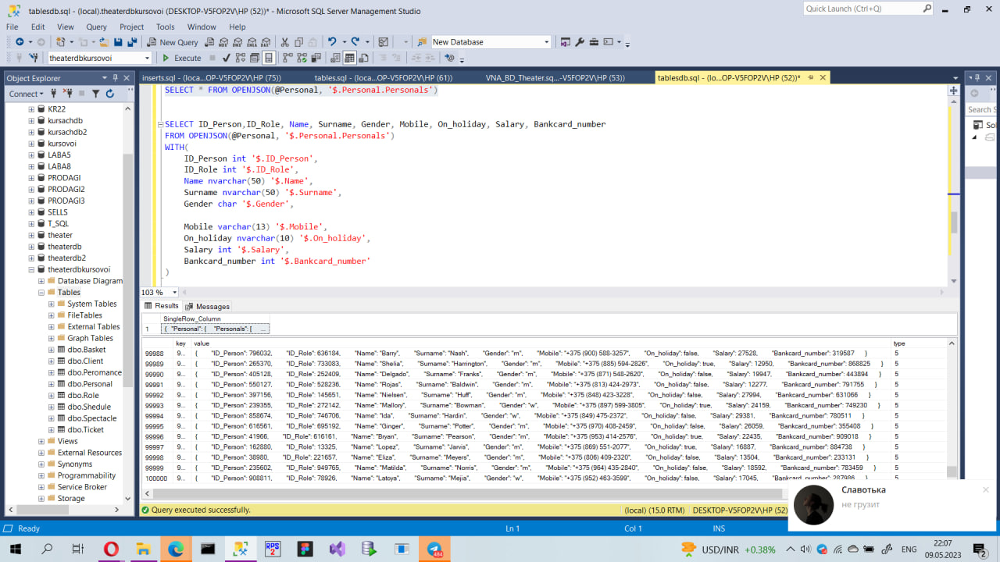 tablesdb.sql - (local).theaterdbkursovoi (DESKTOP-V5FOP2V\HP (52))* - Microsoft SQL Server Management Studio
Quick Launch (Ctrl+Q)
File Edit View Query Project Tools Window Help
New Query
New Database
theaterdbkursovoi
Execute
Object Explorer
inserts.sql - (loca...OP-V5FOP2V\HP (75))
tables.sql - (loca...OP-V5FOP2V\HP (61))
VNA_BD_Theater.sq...-V5FOP2V\HP (53))
tablesdb.sql - (lo...OP-V5FOP2V\HP (52))*
Connect
KR22
kursachdb
kursachdb2
kursovoi
LABA5
LABA8
PRODAGI
PRODAGI2
PRODAGI3
SELLS
T_SQL
theater
theaterdb
theaterdb2
theaterdbkursovoi
Database Diagram
Tables
System Tables
FileTables
External Tables
Graph Tables
dbo.Basket
dbo.Client
dbo.Peromance
dbo.Personal
dbo.Role
dbo.Shedule
dbo.Spectacle
dbo.Ticket
Views
External Resources
Synonyms
Programmability
Service Broker
Storage
SELECT * FROM OPENJSON(@Personal, '$.Personal.Personals')
SELECT ID_Person,ID_Role, Name, Surname, Gender, Mobile, On_holiday, Salary, Bankcard_number
FROM OPENJSON(@Personal, '$.Personal.Personals')
WITH(
ID_Person int '$.ID_Person',
ID_Role int '$.ID_Role',
Name nvarchar(50) '$.Name',
Surname nvarchar(50) '$.Surname',
Gender char '$.Gender',
Mobile varchar(13) '$.Mobile',
On_holiday nvarchar(10) '$.On_holiday',
Salary int '$.Salary',
Bankcard_number int '$.Bankcard_number'
)
Search S
Sol
103 %
Results Messages
SingleRow_Column
1 { "Personal": { "Personals": [ ...
key value type
99988 9... { "ID_Person": 796032, "ID_Role": 636184, "Name": "Barry", "Surname": "Nash", "Gender": "m", "Mobile": "+375 (900) 588-3257", "On_holiday": false, "Salary": 27528, "Bankcard_number": 319587 } 5
99989 9... { "ID_Person": 265370, "ID_Role": 733083, "Name": "Shelia", "Surname": "Harrington", "Gender": "m", "Mobile": "+375 (885) 594-2826", "On_holiday": true, "Salary": 12950, "Bankcard_number": 868825 } 5
99990 9... { "ID_Person": 405128, "ID_Role": 252409, "Name": "Delgado", "Surname": "Franks", "Gender": "m", "Mobile": "+375 (871) 548-2620", "On_holiday": false, "Salary": 19947, "Bankcard_number": 443894 } 5
99991 9... { "ID_Person": 550127, "ID_Role": 528236, "Name": "Rojas", "Surname": "Baldwin", "Gender": "m", "Mobile": "+375 (813) 424-2973", "On_holiday": false, "Salary": 12277, "Bankcard_number": 791755 } 5
99992 9... { "ID_Person": 397156, "ID_Role": 145651, "Name": "Nielsen", "Surname": "Huff", "Gender": "m", "Mobile": "+375 (848) 423-3228", "On_holiday": false, "Salary": 27994, "Bankcard_number": 631066 } 5
99993 9... { "ID_Person": 239355, "ID_Role": 272142, "Name": "Mallory", "Surname": "Bowman", "Gender": "w", "Mobile": "+375 (897) 599-3805", "On_holiday": true, "Salary": 24159, "Bankcard_number": 749230 } 5
99994 9... { "ID_Person": 858674, "ID_Role": 746706, "Name": "Ida", "Surname": "Hardin", "Gender": "w", "Mobile": "+375 (849) 475-2372", "On_holiday": false, "Salary": 29381, "Bankcard_number": 780511 } 5
99995 9... { "ID_Person": 616561, "ID_Role": 695192, "Name": "Ginger", "Surname": "Potter", "Gender": "m", "Mobile": "+375 (970) 408-2459", "On_holiday": false, "Salary": 26059, "Bankcard_number": 355408 } 5
99996 9... { "ID_Person": 41966, "ID_Role": 616161, "Name": "Bryan", "Surname": "Pearson", "Gender": "m", "Mobile": "+375 (953) 414-2576", "On_holiday": true, "Salary": 22435, "Bankcard_number": 909018 } 5
99997 9... { "ID_Person": 162880, "ID_Role": 13325, "Name": "Lopez", "Surname": "Jarvis", "Gender": "m", "Mobile": "+375 (869) 551-2077", "On_holiday": true, "Salary": 16887, "Bankcard_number": 884738 } 5
99998 9... { "ID_Person": 38980, "ID_Role": 221657, "Name": "Eliza", "Surname": "Meyers", "Gender": "m", "Mobile": "+375 (806) 409-2320", "On_holiday": false, "Salary": 13504, "Bankcard_number": 233131 } 5
99999 9... { "ID_Person": 235602, "ID_Role": 949765, "Name": "Matilda", "Surname": "Norris", "Gender": "m", "Mobile": "+375 (964) 435-2840", "On_holiday": false, "Salary": 18592, "Bankcard_number": 783459 } 5
100000 9... { "ID_Person": 908811, "ID_Role": 78926, "Name": "Latoya", "Surname": "Mejia", "Gender": "w", "Mobile": "+375 (952) 463-3599", "On_holiday": false, "Salary": 17045, "Bankcard_number": 287986 } 5
Query executed successfully.
(local) (15.0 RTM) DESKTOP-V5FOP2V\HP (52)
Славотька
не грузит
Ready
Ln 1
Col 1
INS
RPS
484
USD/INR +0.38%
ENG
22:07
09.05.2023
2